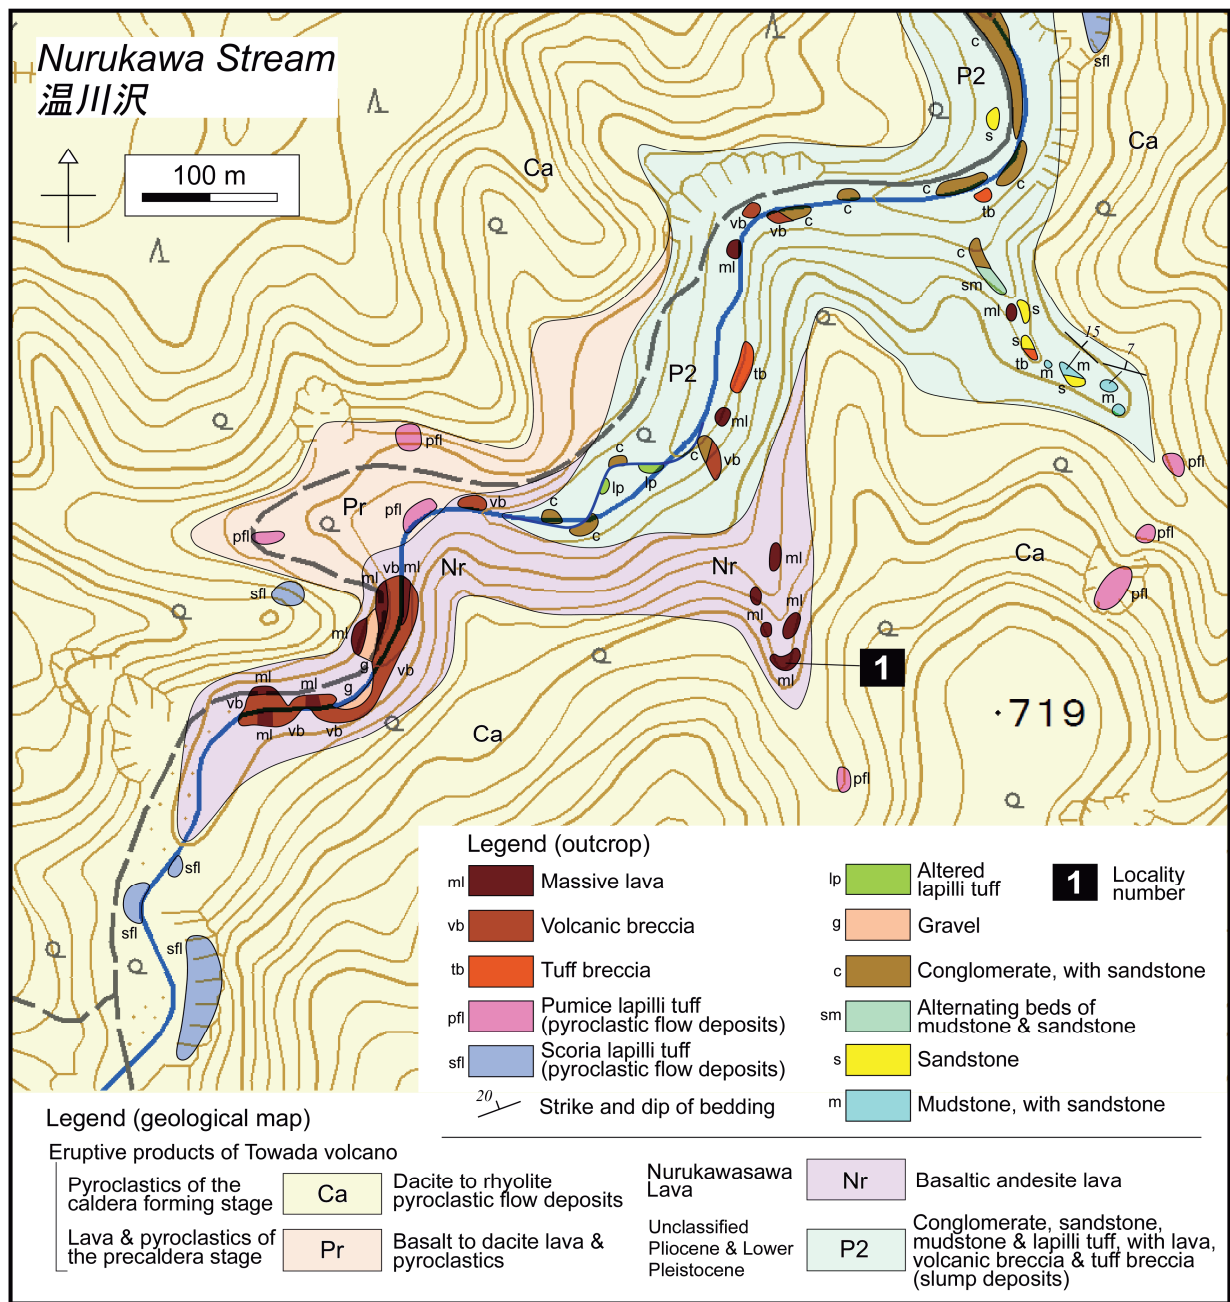 Nurukawa Stream
温川沢
100 m
Ca
Ca
P2
c
s
sfl
c
c
tb
c
c
vb
vb
ml
c
sm
ml
s
s
tb
m
m
s
m
15
7
P2
tb
ml
c
vb
c
lp
lp
c
c
vb
pfl
pfl
Pr
pfl
pfl
pfl
pfl
Ca
Nr
Nr
ml
ml
ml
ml
1
719
pfl
sfl
ml
vb
ml
ml
g
vb
g
ml
ml
vb
ml
vb
vb
Ca
sfl
sfl
sfl
Legend (outcrop)
ml Massive lava
vb Volcanic breccia
tb Tuff breccia
pfl Pumice lapilli tuff
(pyroclastic flow deposits)
sfl Scoria lapilli tuff
(pyroclastic flow deposits)
20 Strike and dip of bedding
lp Altered
lapilli tuff
g Gravel
c Conglomerate, with sandstone
sm Alternating beds of
mudstone & sandstone
s Sandstone
m Mudstone, with sandstone
1 Locality
number
Legend (geological map)
Eruptive products of Towada volcano
Pyroclastics of the
caldera forming stage
Ca
Dacite to rhyolite
pyroclastic flow deposits
Lava & pyroclastics of
the precaldera stage
Pr
Basalt to dacite lava &
pyroclastics
Nurukawasawa
Lava
Nr
Basaltic andesite lava
Unclassified
Pliocene & Lower
Pleistocene
P2
Conglomerate, sandstone,
mudstone & lapilli tuff, with lava,
volcanic breccia & tuff breccia
(slump deposits)